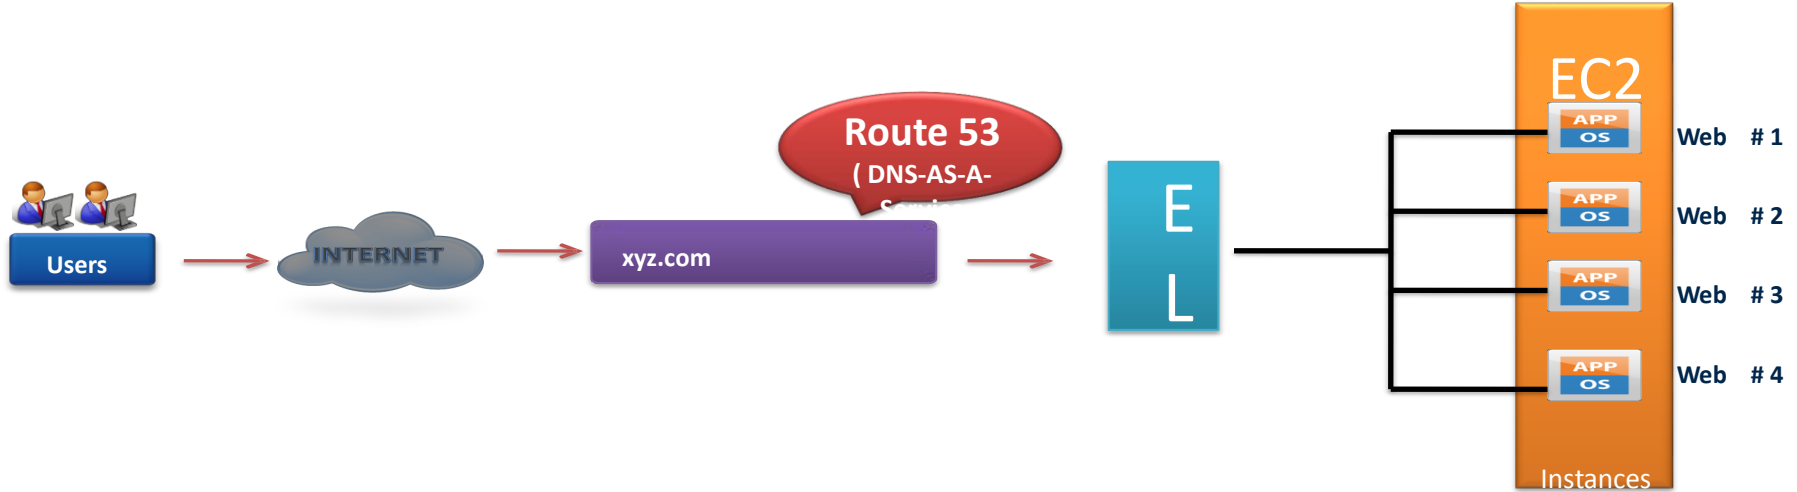 Users
INTERNET
xyz.com
Route 53
( DNS-AS-A-
E
L
EC2
APP
OS
Web # 1
APP
OS
Web # 2
APP
OS
Web # 3
APP
OS
Web # 4
Instances